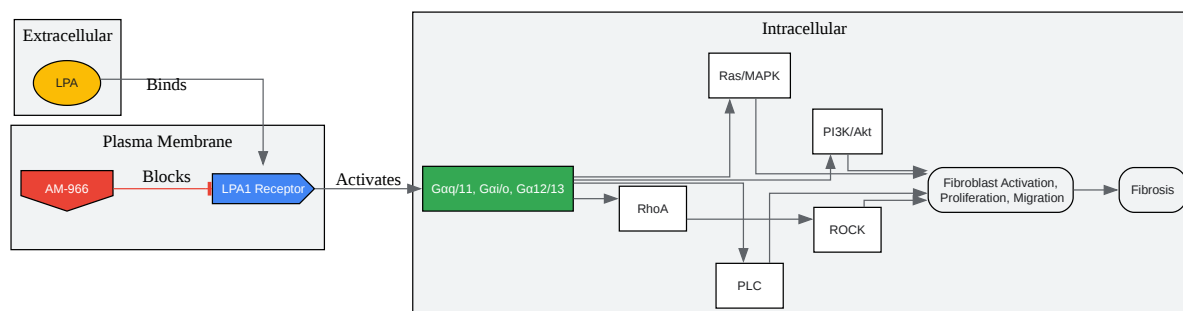 Extracellular
LPA
Binds
Plasma Membrane
AM-966
Blocks
LPA1 Receptor
Activates
Intracellular
Gαq/11, Gαi/o, Gα12/13
Ras/MAPK
PI3K/Akt
RhoA
ROCK
PLC
Fibroblast Activation,
Proliferation, Migration
Fibrosis